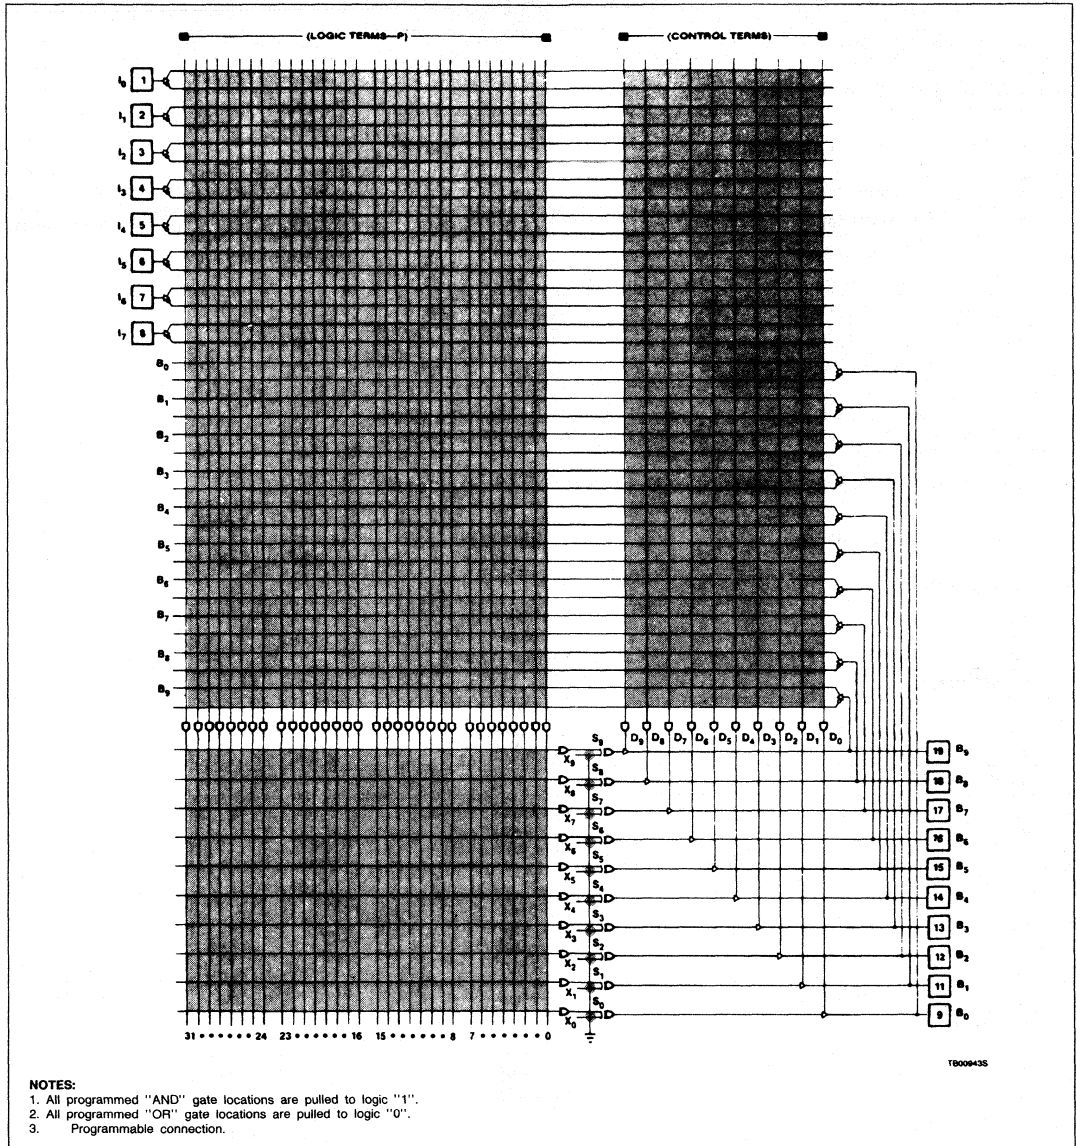 (LOGIC TERMS—P) (CONTROL TERMS)
I0 1
I1 2
I2 3
I3 4
I4 5
I5 6
I6 7
I7 8
B0
B1
B2
B3
B4
B5
B6
B7
B8
B9
S9 D9 D8 D7 D6 D5 D4 D3 D2 D1 D0
X9 19 B9
S8
X8 18 B8
S7
X7 17 B7
S6
X6 16 B6
S5
X5 15 B5
S4
X4 14 B4
S3
X3 13 B3
S2
X2 12 B2
S1
X1 11 B1
S0
X0 9 B0
31 24 23 16 15 8 7 0
TB00943S
NOTES:
1. All programmed "AND" gate locations are pulled to logic "1".
2. All programmed "OR" gate locations are pulled to logic "0".
3. Programmable connection.